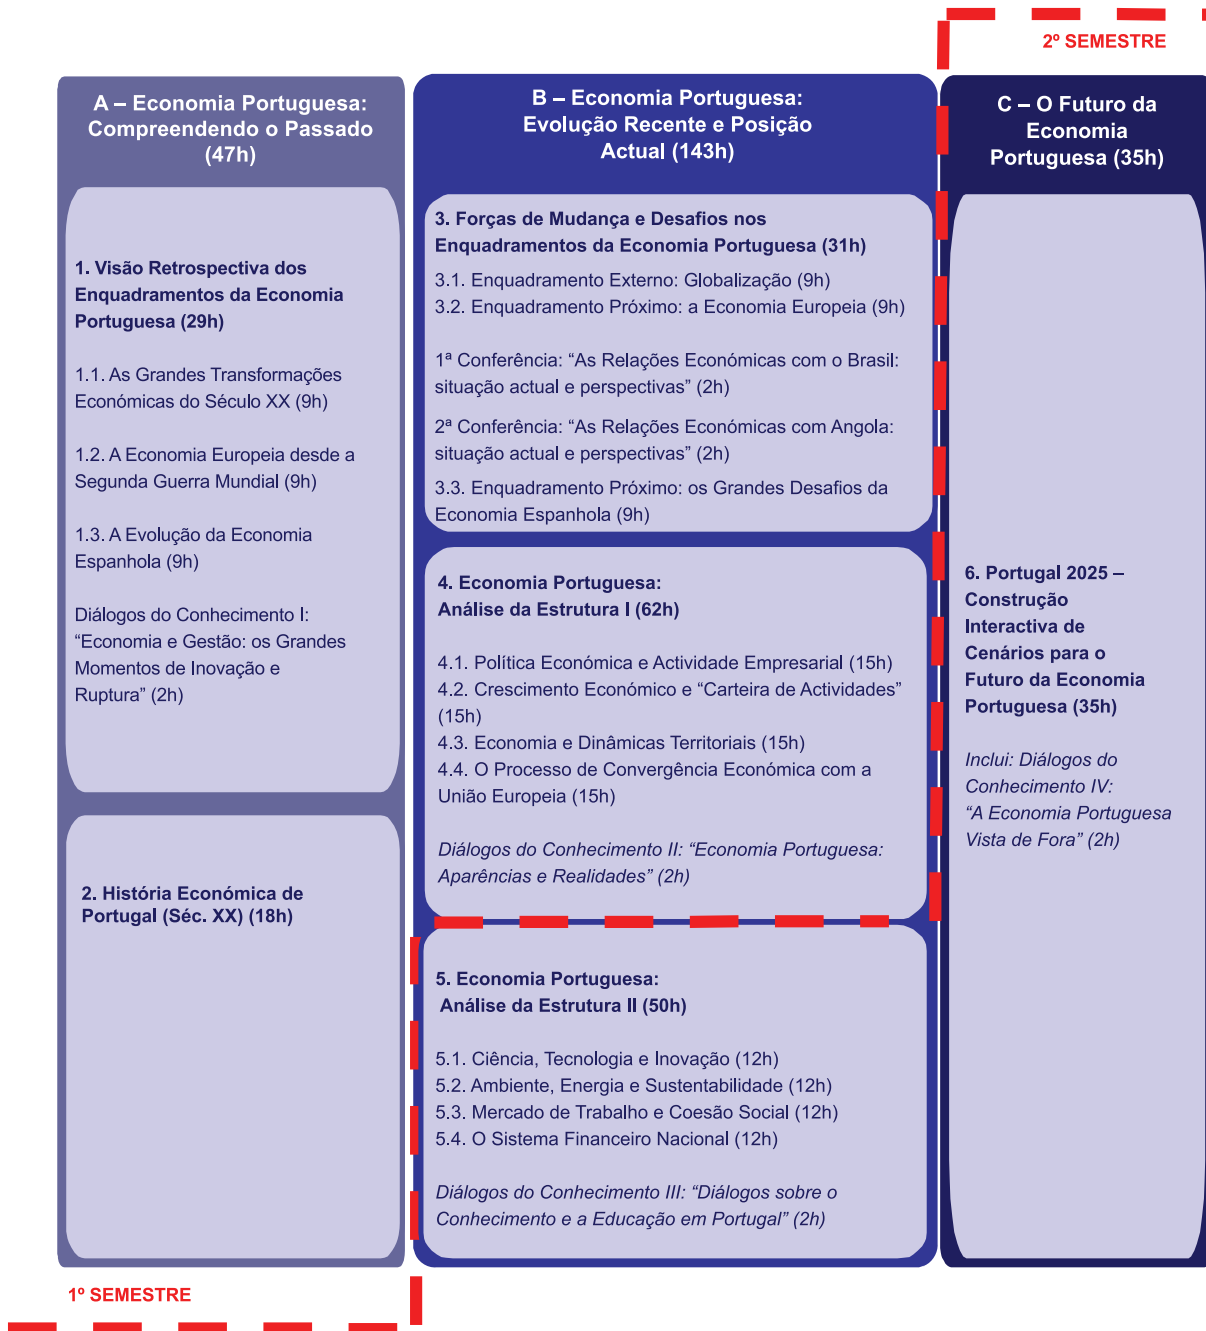 2º SEMESTRE
A – Economia Portuguesa:
Compreendendo o Passado
(47h)
1. Visão Retrospectiva dos
Enquadramentos da Economia
Portuguesa (29h)
1.1. As Grandes Transformações
Económicas do Século XX (9h)
1.2. A Economia Europeia desde a
Segunda Guerra Mundial (9h)
1.3. A Evolução da Economia
Espanhola (9h)
Diálogos do Conhecimento I:
“Economia e Gestão: os Grandes
Momentos de Inovação e
Ruptura” (2h)
2. História Económica de
Portugal (Séc. XX) (18h)
B – Economia Portuguesa:
Evolução Recente e Posição
Actual (143h)
3. Forças de Mudança e Desafios nos
Enquadramentos da Economia Portuguesa (31h)
3.1. Enquadramento Externo: Globalização (9h)
3.2. Enquadramento Próximo: a Economia Europeia (9h)
1ª Conferência: “As Relações Económicas com o Brasil:
situação actual e perspectivas” (2h)
2ª Conferência: “As Relações Económicas com Angola:
situação actual e perspectivas” (2h)
3.3. Enquadramento Próximo: os Grandes Desafios da
Economia Espanhola (9h)
4. Economia Portuguesa:
Análise da Estrutura I (62h)
4.1. Política Económica e Actividade Empresarial (15h)
4.2. Crescimento Económico e “Carteira de Actividades”
(15h)
4.3. Economia e Dinâmicas Territoriais (15h)
4.4. O Processo de Convergência Económica com a
União Europeia (15h)
Diálogos do Conhecimento II: “Economia Portuguesa:
Aparências e Realidades” (2h)
5. Economia Portuguesa:
Análise da Estrutura II (50h)
5.1. Ciência, Tecnologia e Inovação (12h)
5.2. Ambiente, Energia e Sustentabilidade (12h)
5.3. Mercado de Trabalho e Coesão Social (12h)
5.4. O Sistema Financeiro Nacional (12h)
Diálogos do Conhecimento III: “Diálogos sobre o
Conhecimento e a Educação em Portugal” (2h)
C – O Futuro da
Economia
Portuguesa (35h)
6. Portugal 2025 –
Construção
Interactiva de
Cenários para o
Futuro da Economia
Portuguesa (35h)
Inclui: Diálogos do
Conhecimento IV:
“A Economia Portuguesa
Vista de Fora” (2h)
1º SEMESTRE